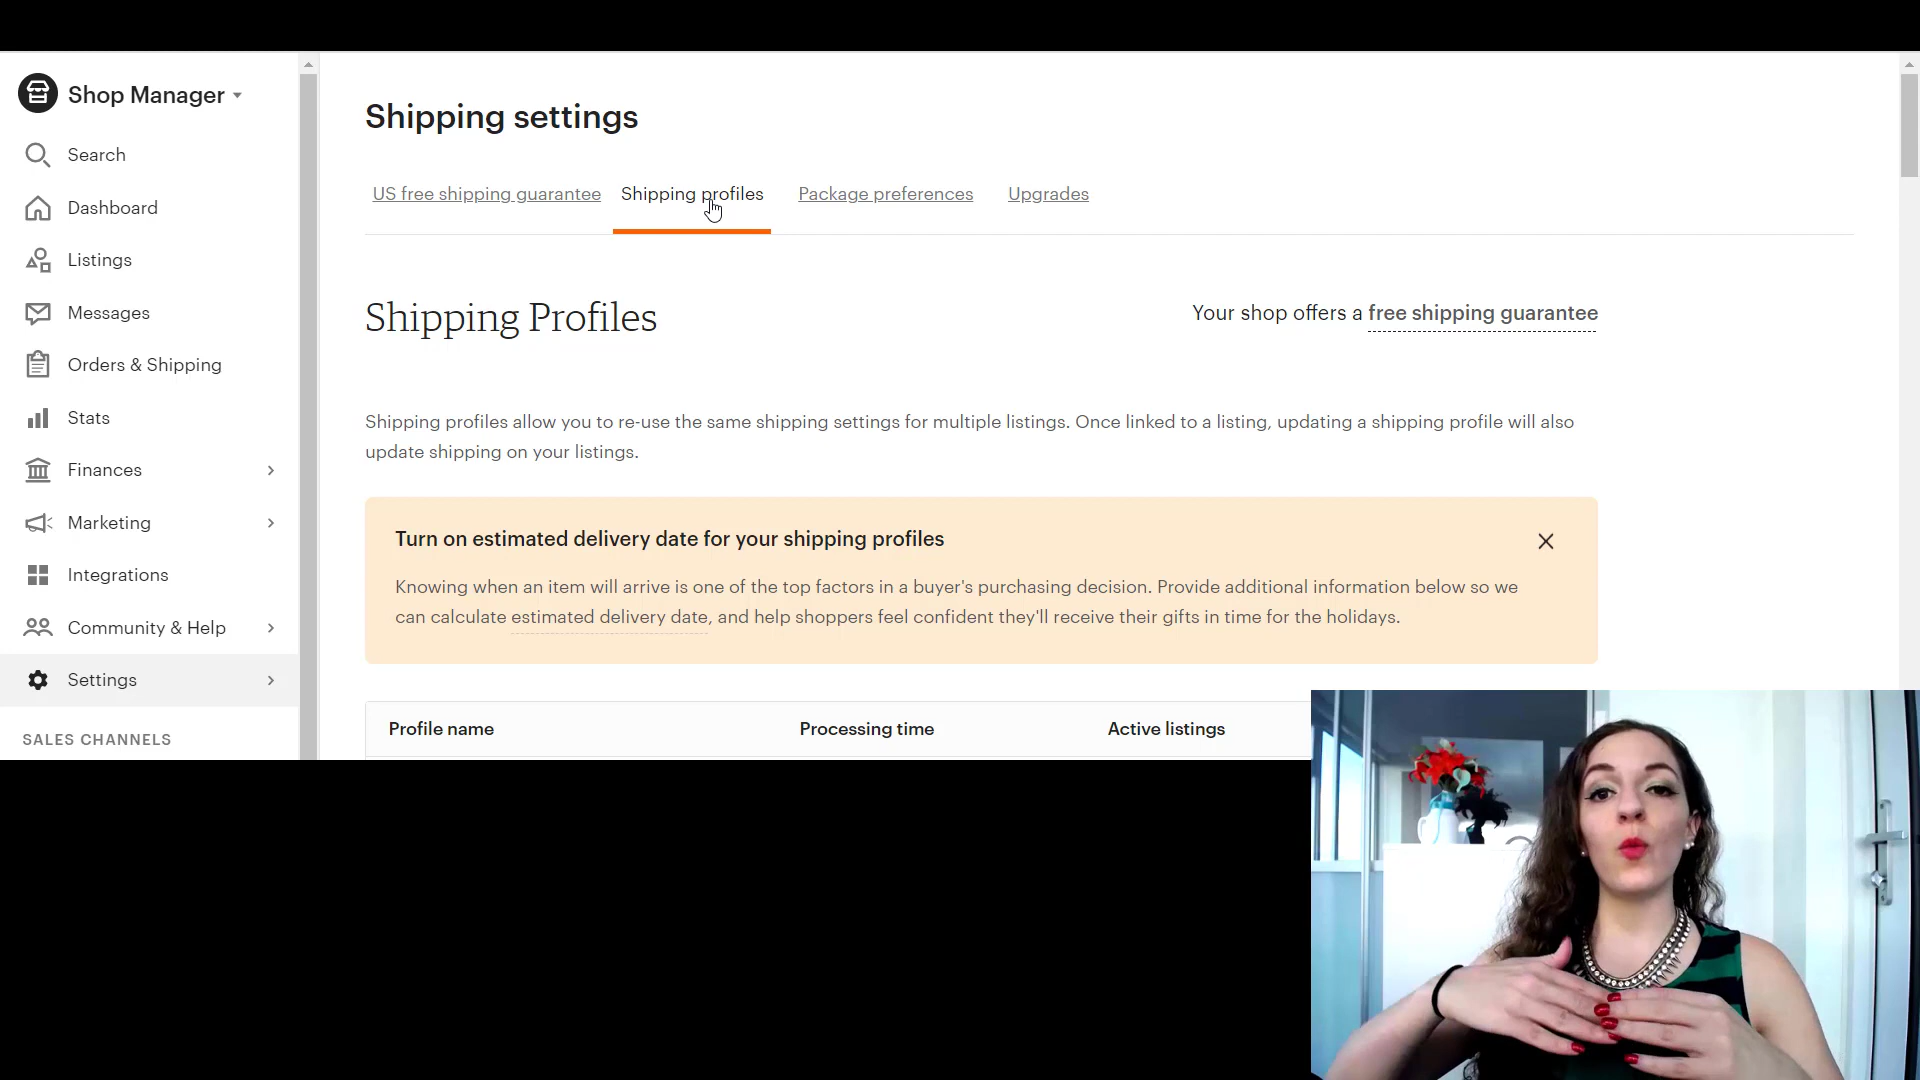 Shop Manager
Search
Dashboard
Listings
Messages
Orders & Shipping
Stats
Finances
Marketing
Integrations
Community & Help
Settings
SALES CHANNELS
Shipping settings
US free shipping guarantee Shipping profiles Package preferences Upgrades
Shipping Profiles
Your shop offers a free shipping guarantee
Shipping profiles allow you to re-use the same shipping settings for multiple listings. Once linked to a listing, updating a shipping profile will also
update shipping on your listings.
Turn on estimated delivery date for your shipping profiles
Knowing when an item will arrive is one of the top factors in a buyer's purchasing decision. Provide additional information below so we
can calculate estimated delivery date, and help shoppers feel confident they'll receive their gifts in time for the holidays.
Profile name Processing time Active listings